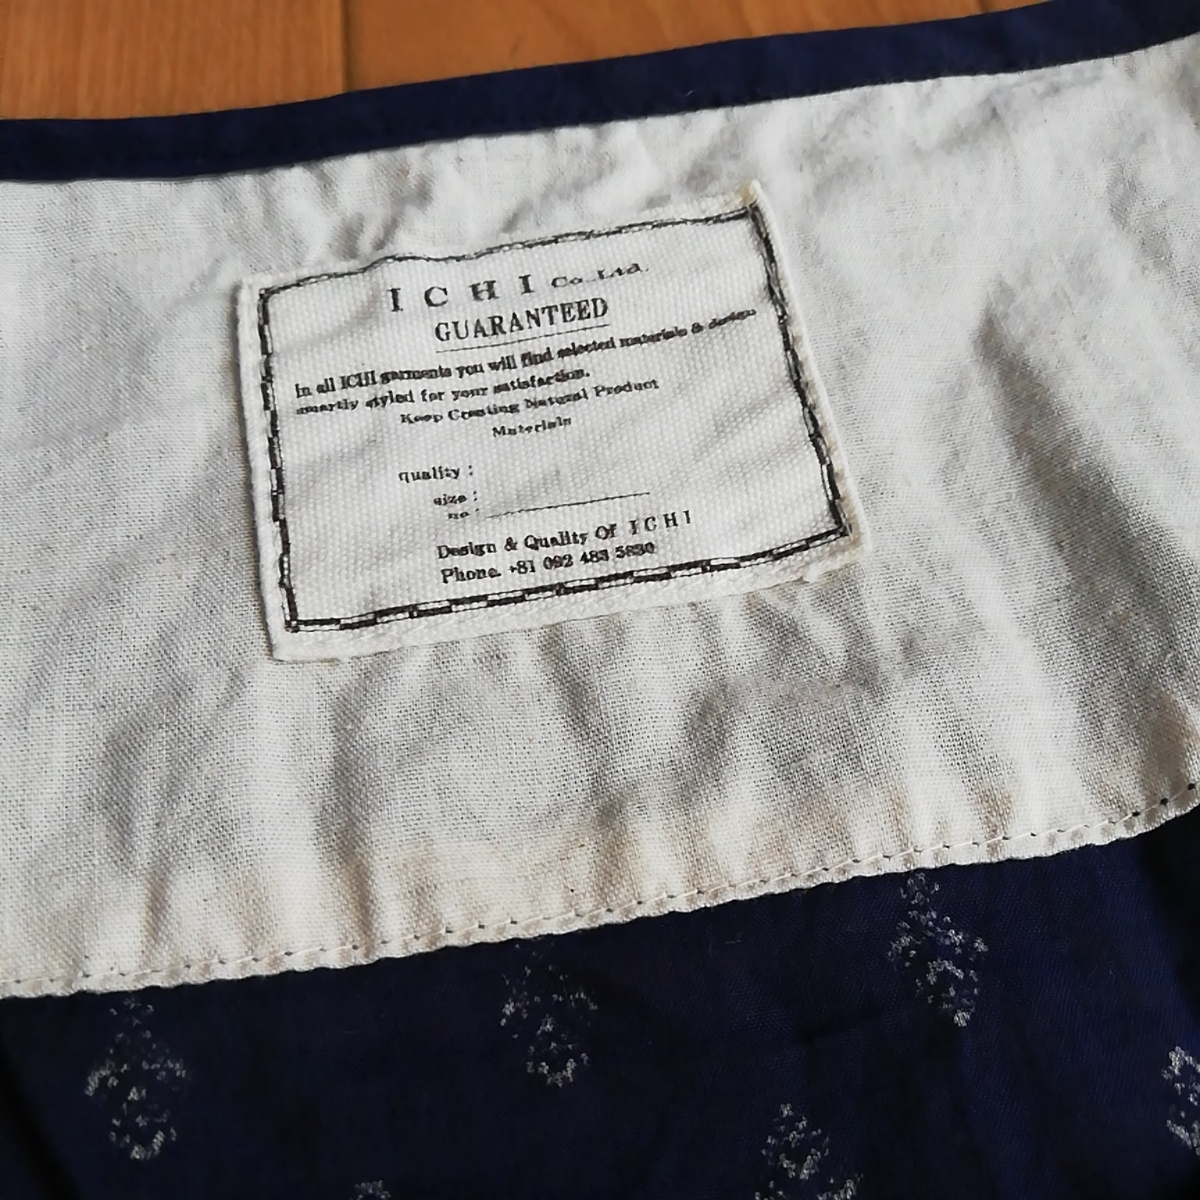 ICHI Co.Ltd.
GUARANTEED
In all ICHI garments you will find selected materials & design
smartly styled for your satisfaction.
Keep Creating Natural Product
Materials
quality :
size :
no :
Design & Quality Of ICHI
Phone. +81 092 483 5830